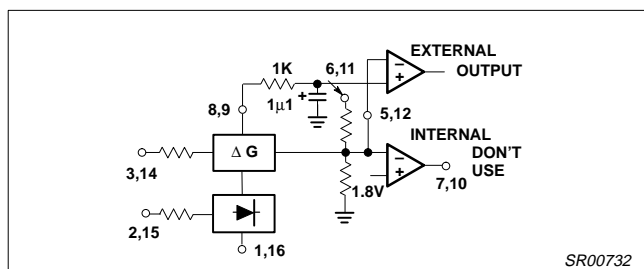 EXTERNAL
OUTPUT
1K
6,11
+
1µ1
8,9
5,12
−
+
INTERNAL
DON'T
USE
Δ G
3,14
−
+
7,10
1.8V
2,15
1,16
SR00732